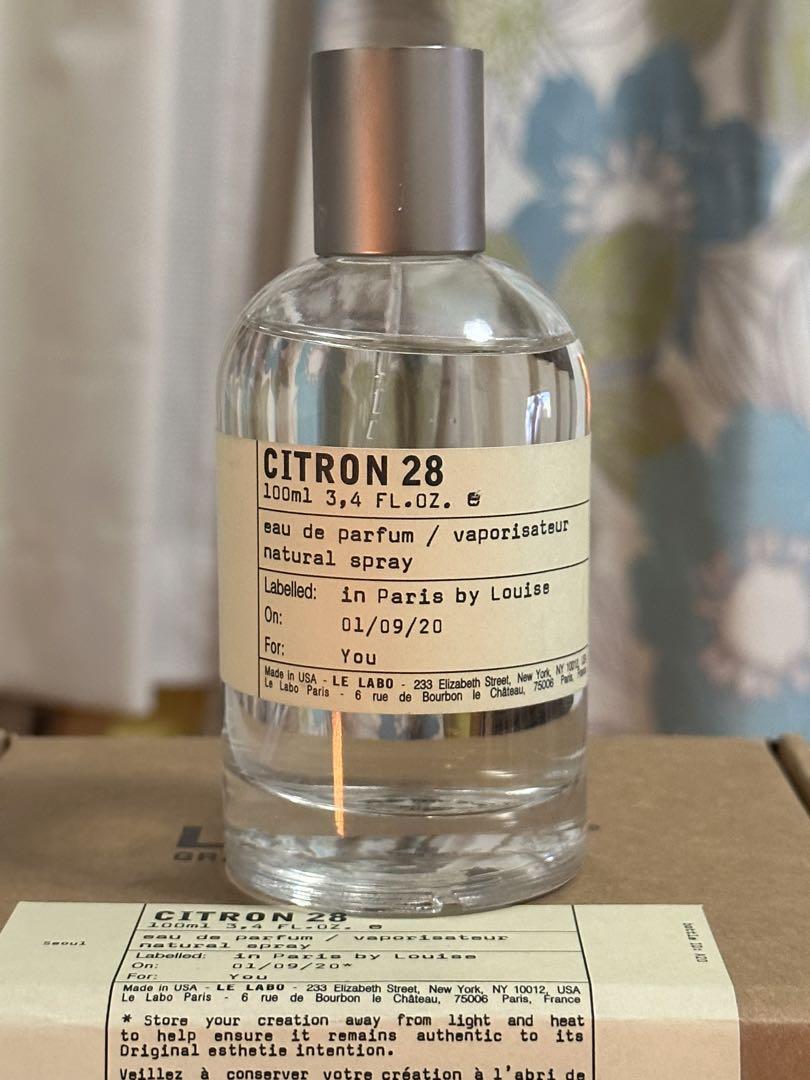 CITRON 28
100ml 3,4 FL.OZ. e
eau de parfum / vaporisateur
natural spray
Labelled: in Paris by Louise
On: 01/09/20
For: You
Made in USA - LE LABO - 233 Elizabeth Street, New York, NY 10012, US
Le Labo Paris - 6 rue de Bourbon le Château, 75006 Paris,
CITRON 28
100ml 3,4 FL.OZ. e
Seoul
eau de parfum / vaporisateur
natural spray
Labelled: in Paris by Louise
On: 01/09/20*
For: You
Made in USA - LE LABO - 233 Elizabeth Street, New York, NY 10012, USA
Le Labo Paris - 6 rue de Bourbon le Château, 75006 Paris, France
* Store your creation away from light and heat
to help ensure it remains authentic to its
Original esthetie intention.
Veillez à conserver votre création à l'abri de